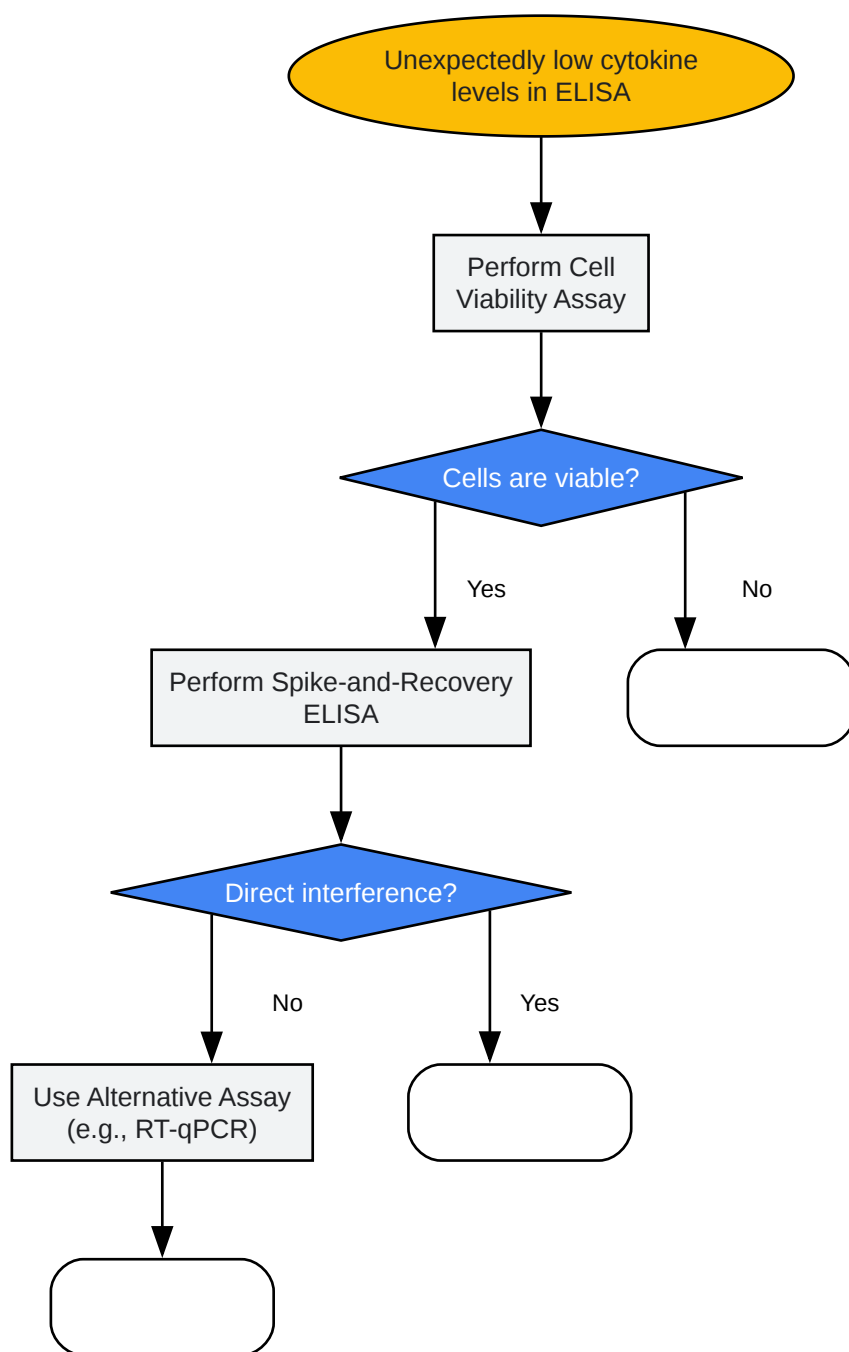 Unexpectedly low cytokine
levels in ELISA
Perform Cell
Viability Assay
Cells are viable?
Yes
No
Perform Spike-and-Recovery
ELISA
Direct interference?
No
Yes
Use Alternative Assay
(e.g., RT-qPCR)